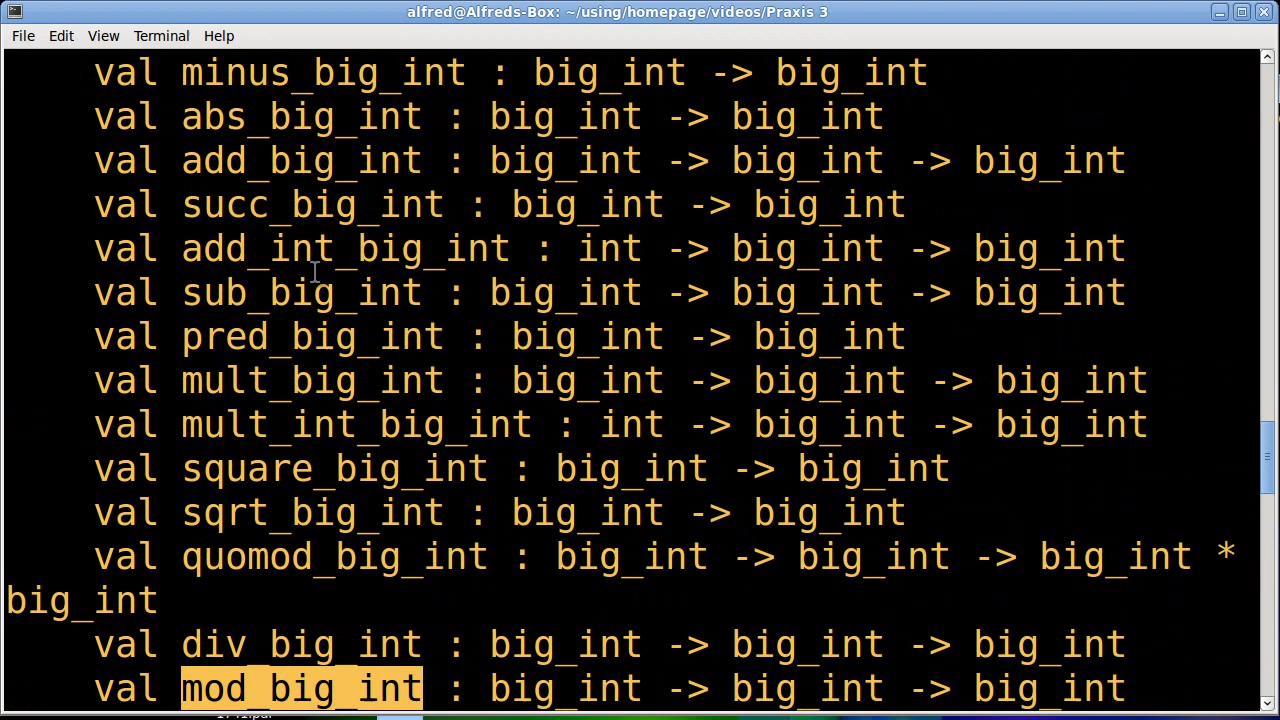 alfred@Alfreds-Box: ~/using/homepage/videos/Praxis 3
File Edit View Terminal Help
val minus_big_int : big_int -> big_int
val abs_big_int : big_int -> big_int
val add_big_int : big_int -> big_int -> big_int
val succ_big_int : big_int -> big_int
val add_int_big_int : int -> big_int -> big_int
val sub_big_int : big_int -> big_int -> big_int
val pred_big_int : big_int -> big_int
val mult_big_int : big_int -> big_int -> big_int
val mult_int_big_int : int -> big_int -> big_int
val square_big_int : big_int -> big_int
val sqrt_big_int : big_int -> big_int
val quomod_big_int : big_int -> big_int -> big_int *
big_int
val div_big_int : big_int -> big_int -> big_int
val mod_big_int : big_int -> big_int -> big_int